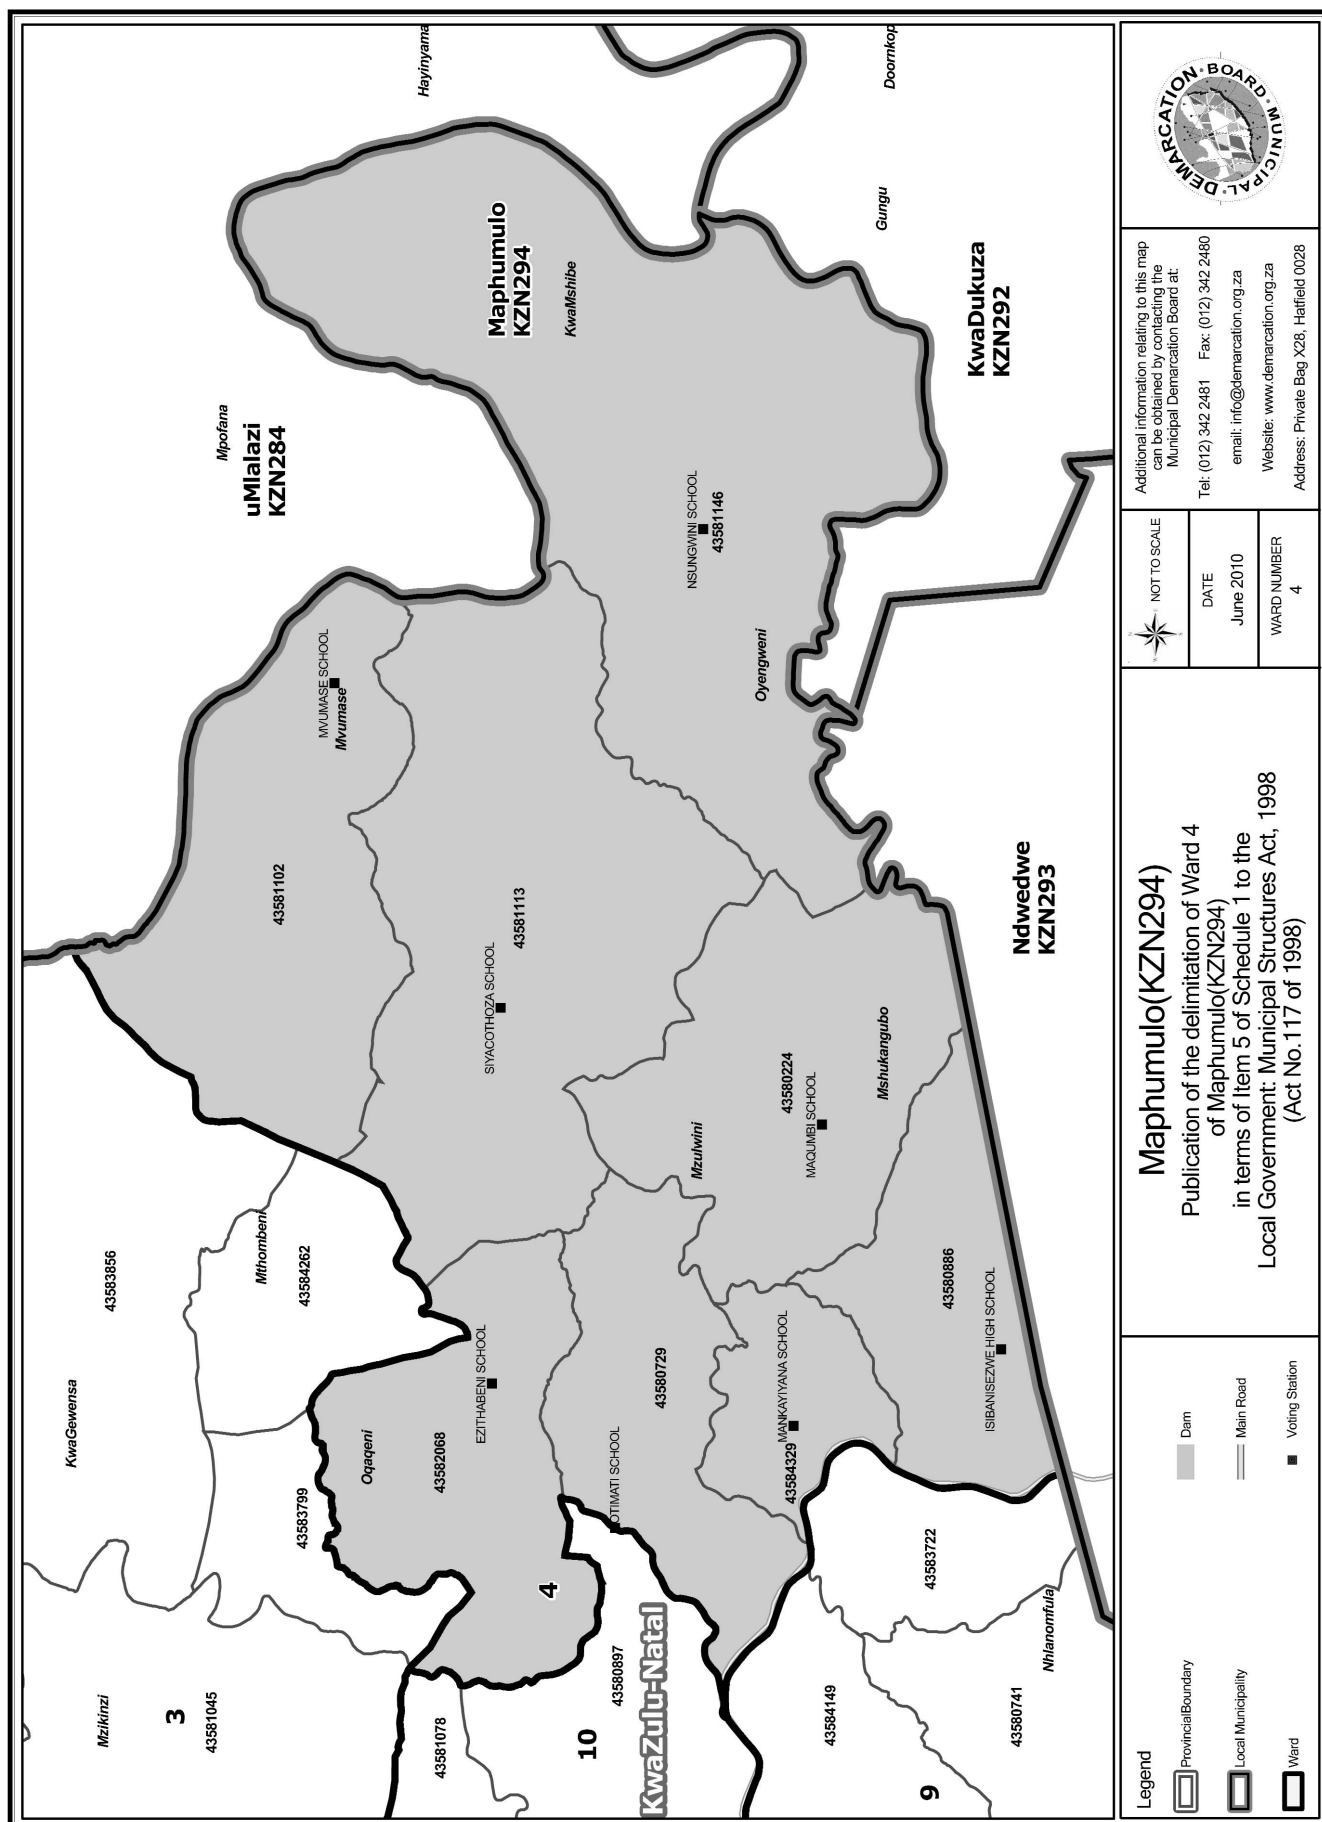 Hayinyama
Doornkop
Gungu
Maphumulo
KZN294
KwaMshibe
KwaDukuza
KZN292
Mpofana
uMlalazi
KZN284
NSUNGWINI SCHOOL
43581146
Oyengweni
MVUMASE SCHOOL
Mvumase
43581102
43581113
SIYACOTHOZA SCHOOL
Ndwedwe
KZN293
43580224
MAQUMBI SCHOOL
Mshukangubo
Mzulwini
43583856
Mthombeni
43584262
43580886
ISIBANISEZWE HIGH SCHOOL
EZITHABENI SCHOOL
43580729
MANKAYIYANA SCHOOL
43584329
KwaGewensa
Oqaqeni
43582068
43583799
OTIMATI SCHOOL
4
43583722
Nhlanomfula
Mzikinzi
3
43581045
43581078
10
43580897
KwaZulu-Natal
43584149
43580741
9
DEMARCATION · BOARD · MUNICIPAL
Additional information relating to this map
can be obtained by contacting the
Municipal Demarcation Board at:
Tel: (012) 342 2481 Fax: (012) 342 2480
email: info@demarcation.org.za
Website: www.demarcation.org.za
Address: Private Bag X28, Hatfield 0028
N
E
S
W
NOT TO SCALE
DATE
June 2010
WARD NUMBER
4
Maphumulo(KZN294)
Publication of the delimitation of Ward 4
of Maphumulo(KZN294)
in terms of Item 5 of Schedule 1 to the
Local Government: Municipal Structures Act, 1998
(Act No.117 of 1998)
Legend
ProvincialBoundary
Local Municipality
Ward
Dam
Main Road
Voting Station